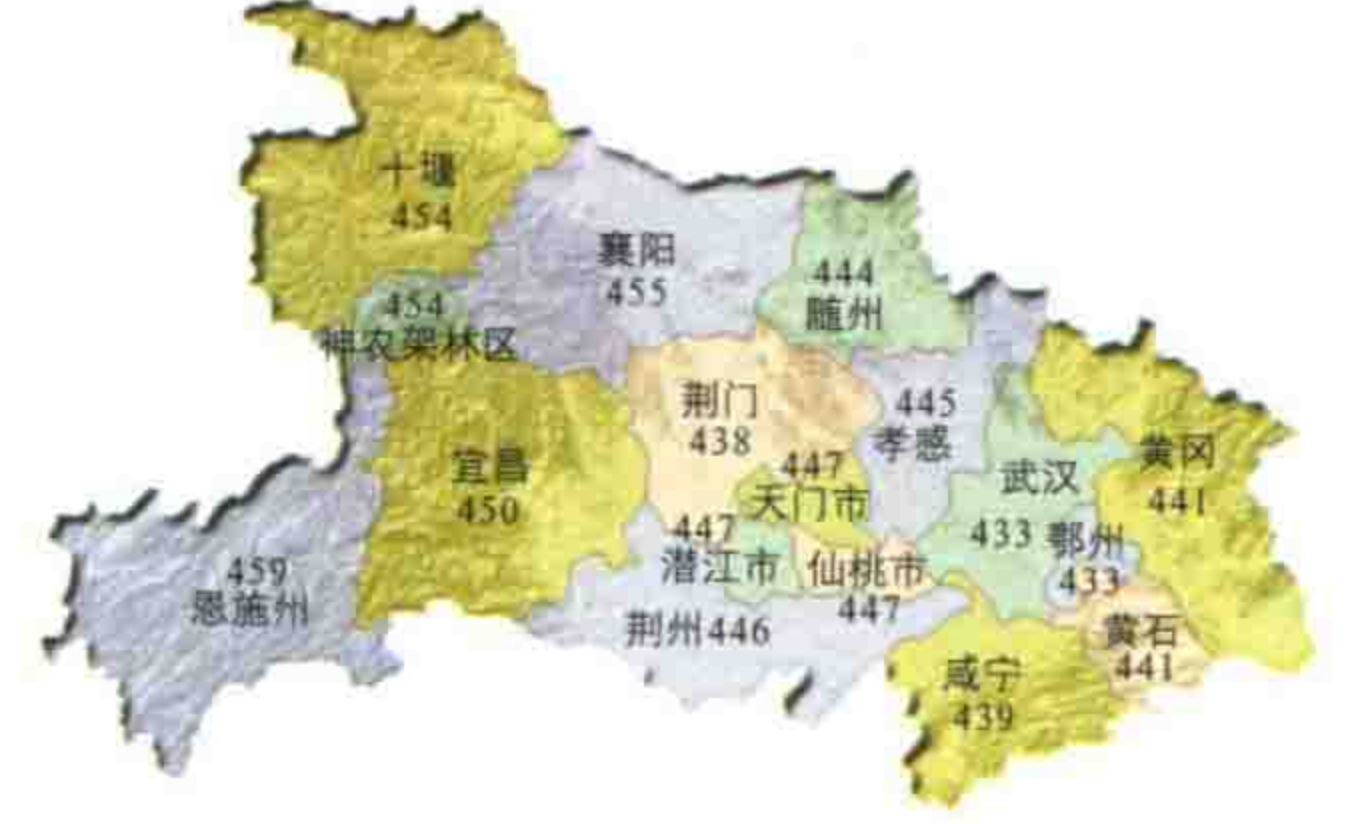 十堰
454
襄阳
455
444
随州
454
神农架林区
荆门
438
445
孝感
黄冈
441
宜昌
450
447
天门市
武汉
433
鄂州
433
447
潜江市
仙桃市
447
459
恩施州
荆州446
黄石
441
咸宁
439